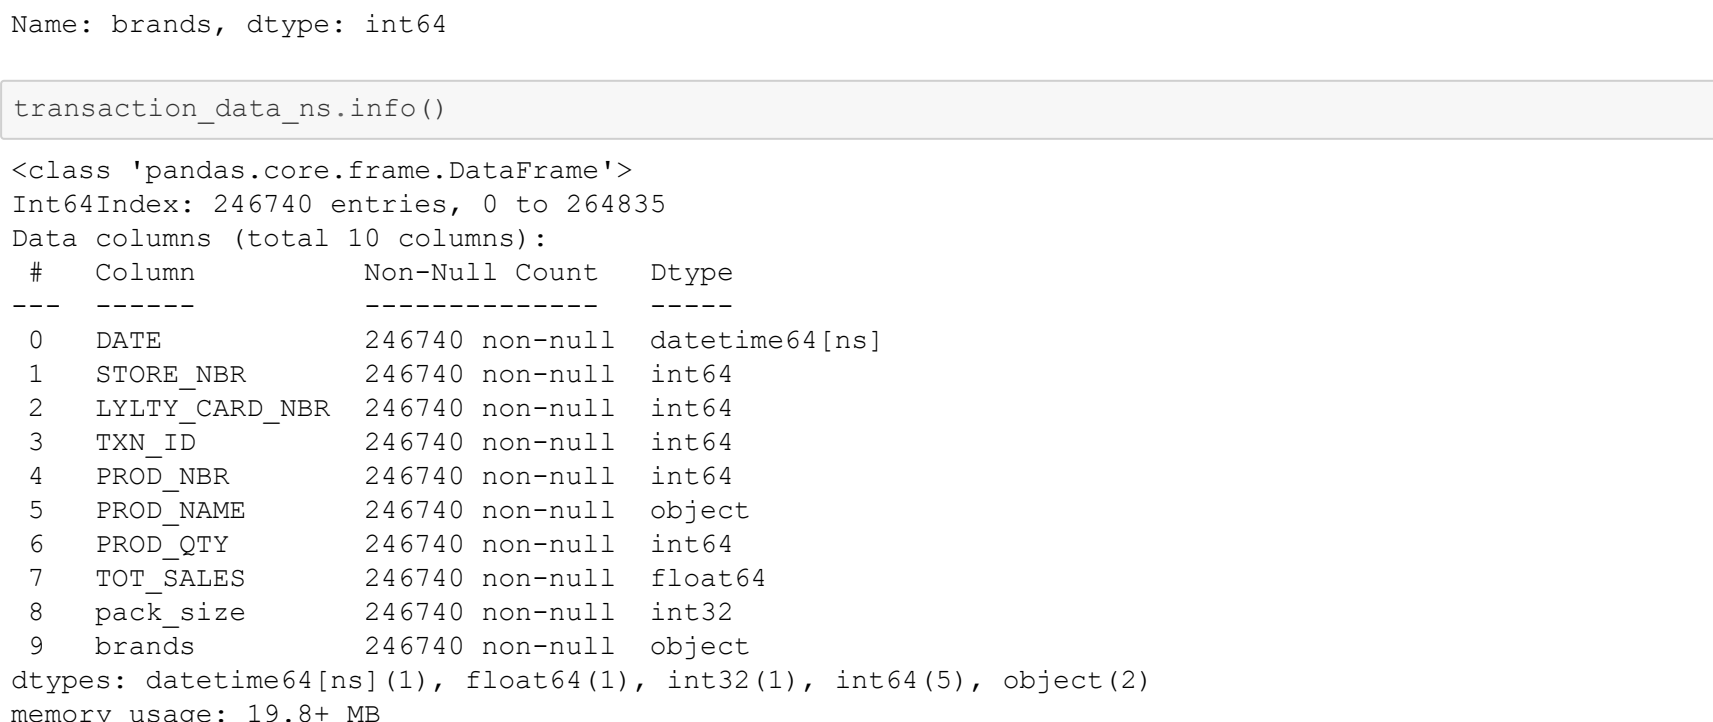 Name: brands, dtype: int64
transaction_data_ns.info()
<class 'pandas.core.frame.DataFrame'>
Int64Index: 246740 entries, 0 to 264835
Data columns (total 10 columns):
 #   Column          Non-Null Count   Dtype
---  ------          --------------   -----
 0   DATE            246740 non-null  datetime64[ns]
 1   STORE_NBR       246740 non-null  int64
 2   LYLTY_CARD_NBR  246740 non-null  int64
 3   TXN_ID          246740 non-null  int64
 4   PROD_NBR        246740 non-null  int64
 5   PROD_NAME       246740 non-null  object
 6   PROD_QTY        246740 non-null  int64
 7   TOT_SALES       246740 non-null  float64
 8   pack_size       246740 non-null  int32
 9   brands          246740 non-null  object
dtypes: datetime64[ns](1), float64(1), int32(1), int64(5), object(2)
memory usage: 19.8+ MB